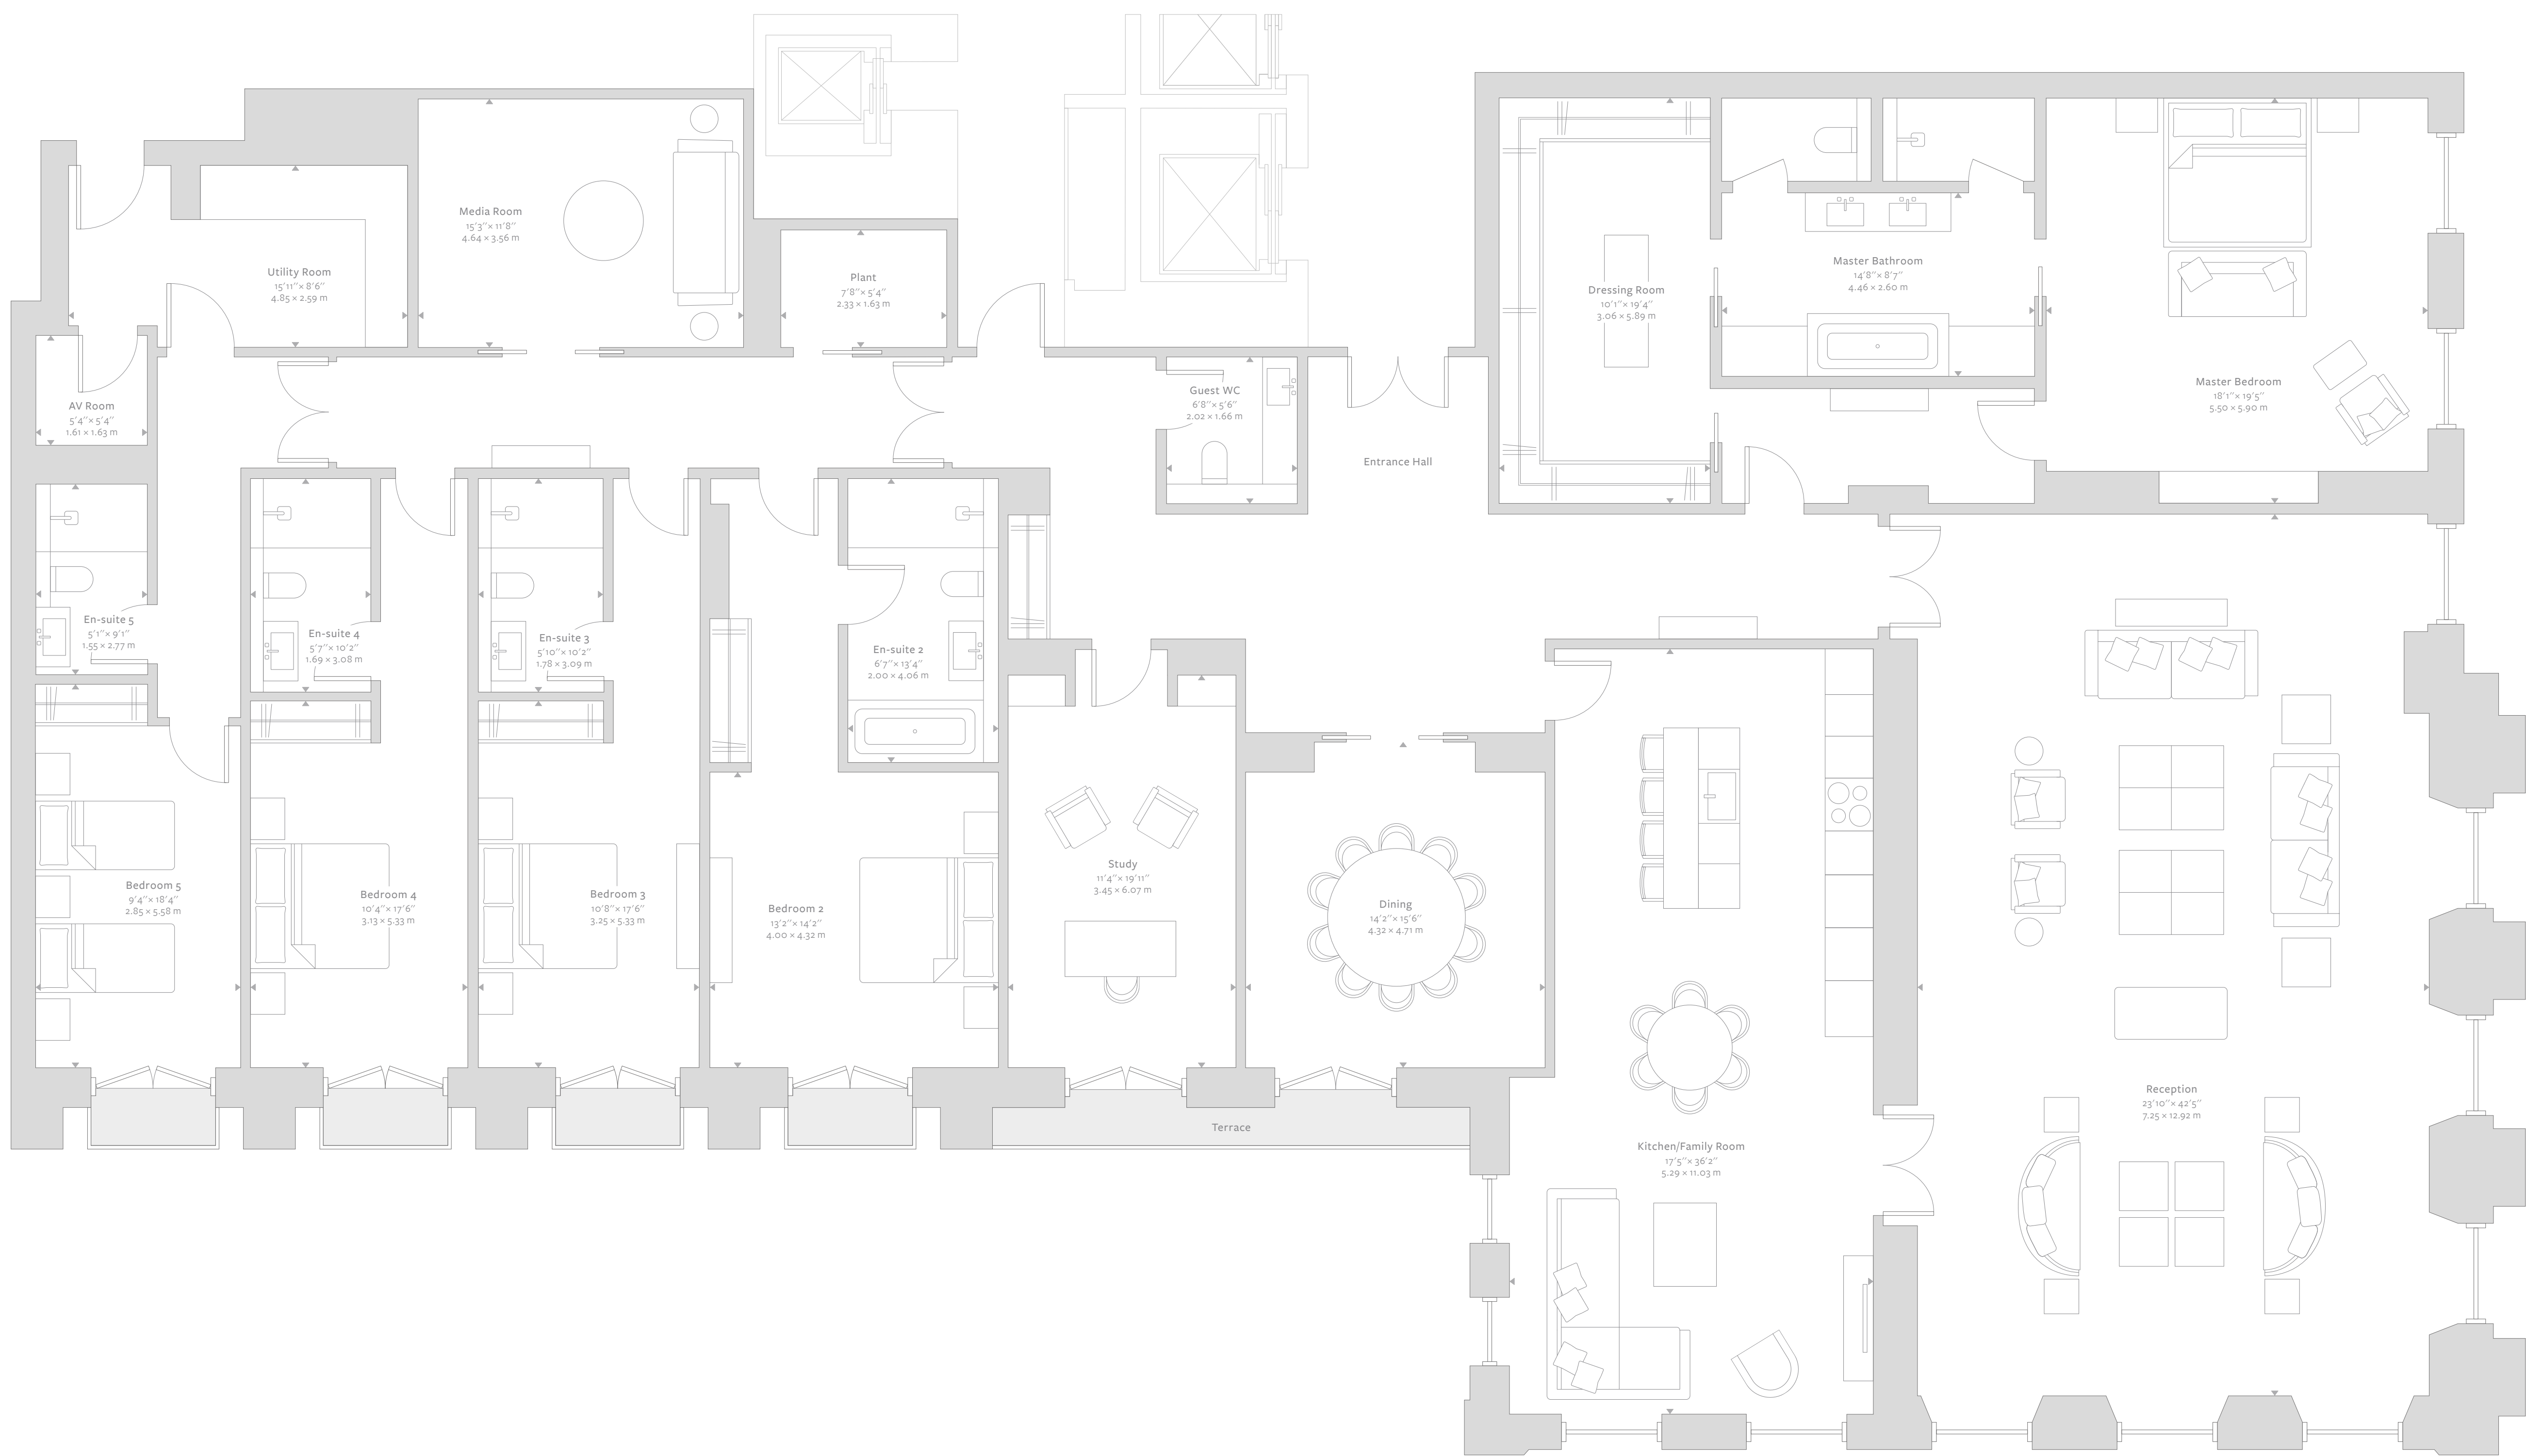 Media Room
15'3"× 11'8"
4.64 × 3.56 m
Utility Room
15'11"× 8'6"
4.85 × 2.59 m
Plant
7'8"× 5'4"
2.33 × 1.63 m
Dressing Room
10'1"× 19'4"
3.06 × 5.89 m
Master Bathroom
14'8"× 8'7"
4.46 × 2.60 m
Master Bedroom
18'1"× 19'5"
5.50 × 5.90 m
AV Room
5'4"× 5'4"
1.61 × 1.63 m
Guest WC
6'8"× 5'6"
2.02 × 1.66 m
Entrance Hall
En-suite 5
5'1"× 9'1"
1.55 × 2.77 m
En-suite 4
5'7"× 10'2"
1.69 × 3.08 m
En-suite 3
5'10"× 10'2"
1.78 × 3.09 m
En-suite 2
6'7"× 13'4"
2.00 × 4.06 m
Bedroom 5
9'4"× 18'4"
2.85 × 5.58 m
Bedroom 4
10'4"× 17'6"
3.13 × 5.33 m
Bedroom 3
10'8"× 17'6"
3.25 × 5.33 m
Bedroom 2
13'2"× 14'2"
4.00 × 4.32 m
Study
11'4"× 19'11"
3.45 × 6.07 m
Dining
14'2"× 15'6"
4.32 × 4.71 m
Terrace
Kitchen/Family Room
17'5"× 36'2"
5.29 × 11.03 m
Reception
23'10"× 42'5"
7.25 × 12.92 m